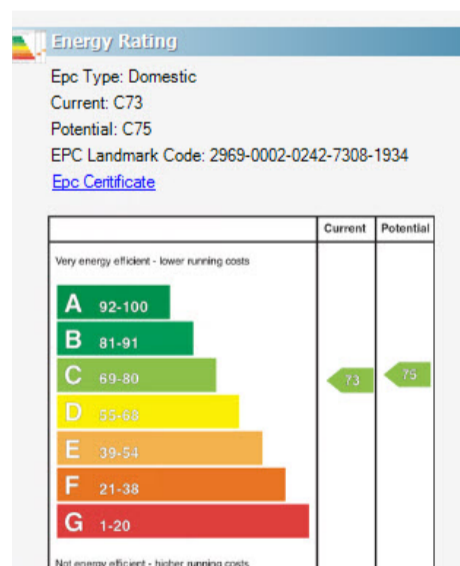 Energy Rating
Epc Type: Domestic
Current: C73
Potential: C75
EPC Landmark Code: 2969-0002-0242-7308-1934
Epc Ceritificate
Current Potential
Very energy efficient - lower running costs
A 92-100
B 81-91
C 69-80 73 75
D 55-68
E 39-54
F 21-38
G 1-20
Not energy efficient - higher running costs